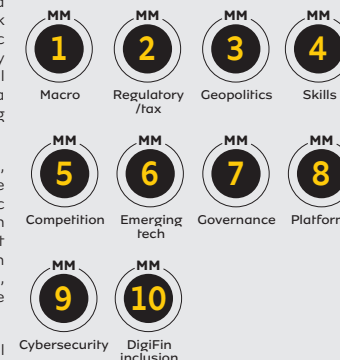 MM MM MM MM
1 2 3 4
Macro Regulatory Geopolitics Skills
/tax
MM MM MM MM
5 6 7 8
Competition Emerging Governance Platform
tech
MM MM
9 10
Cybersecurity DigiFin
inclusion